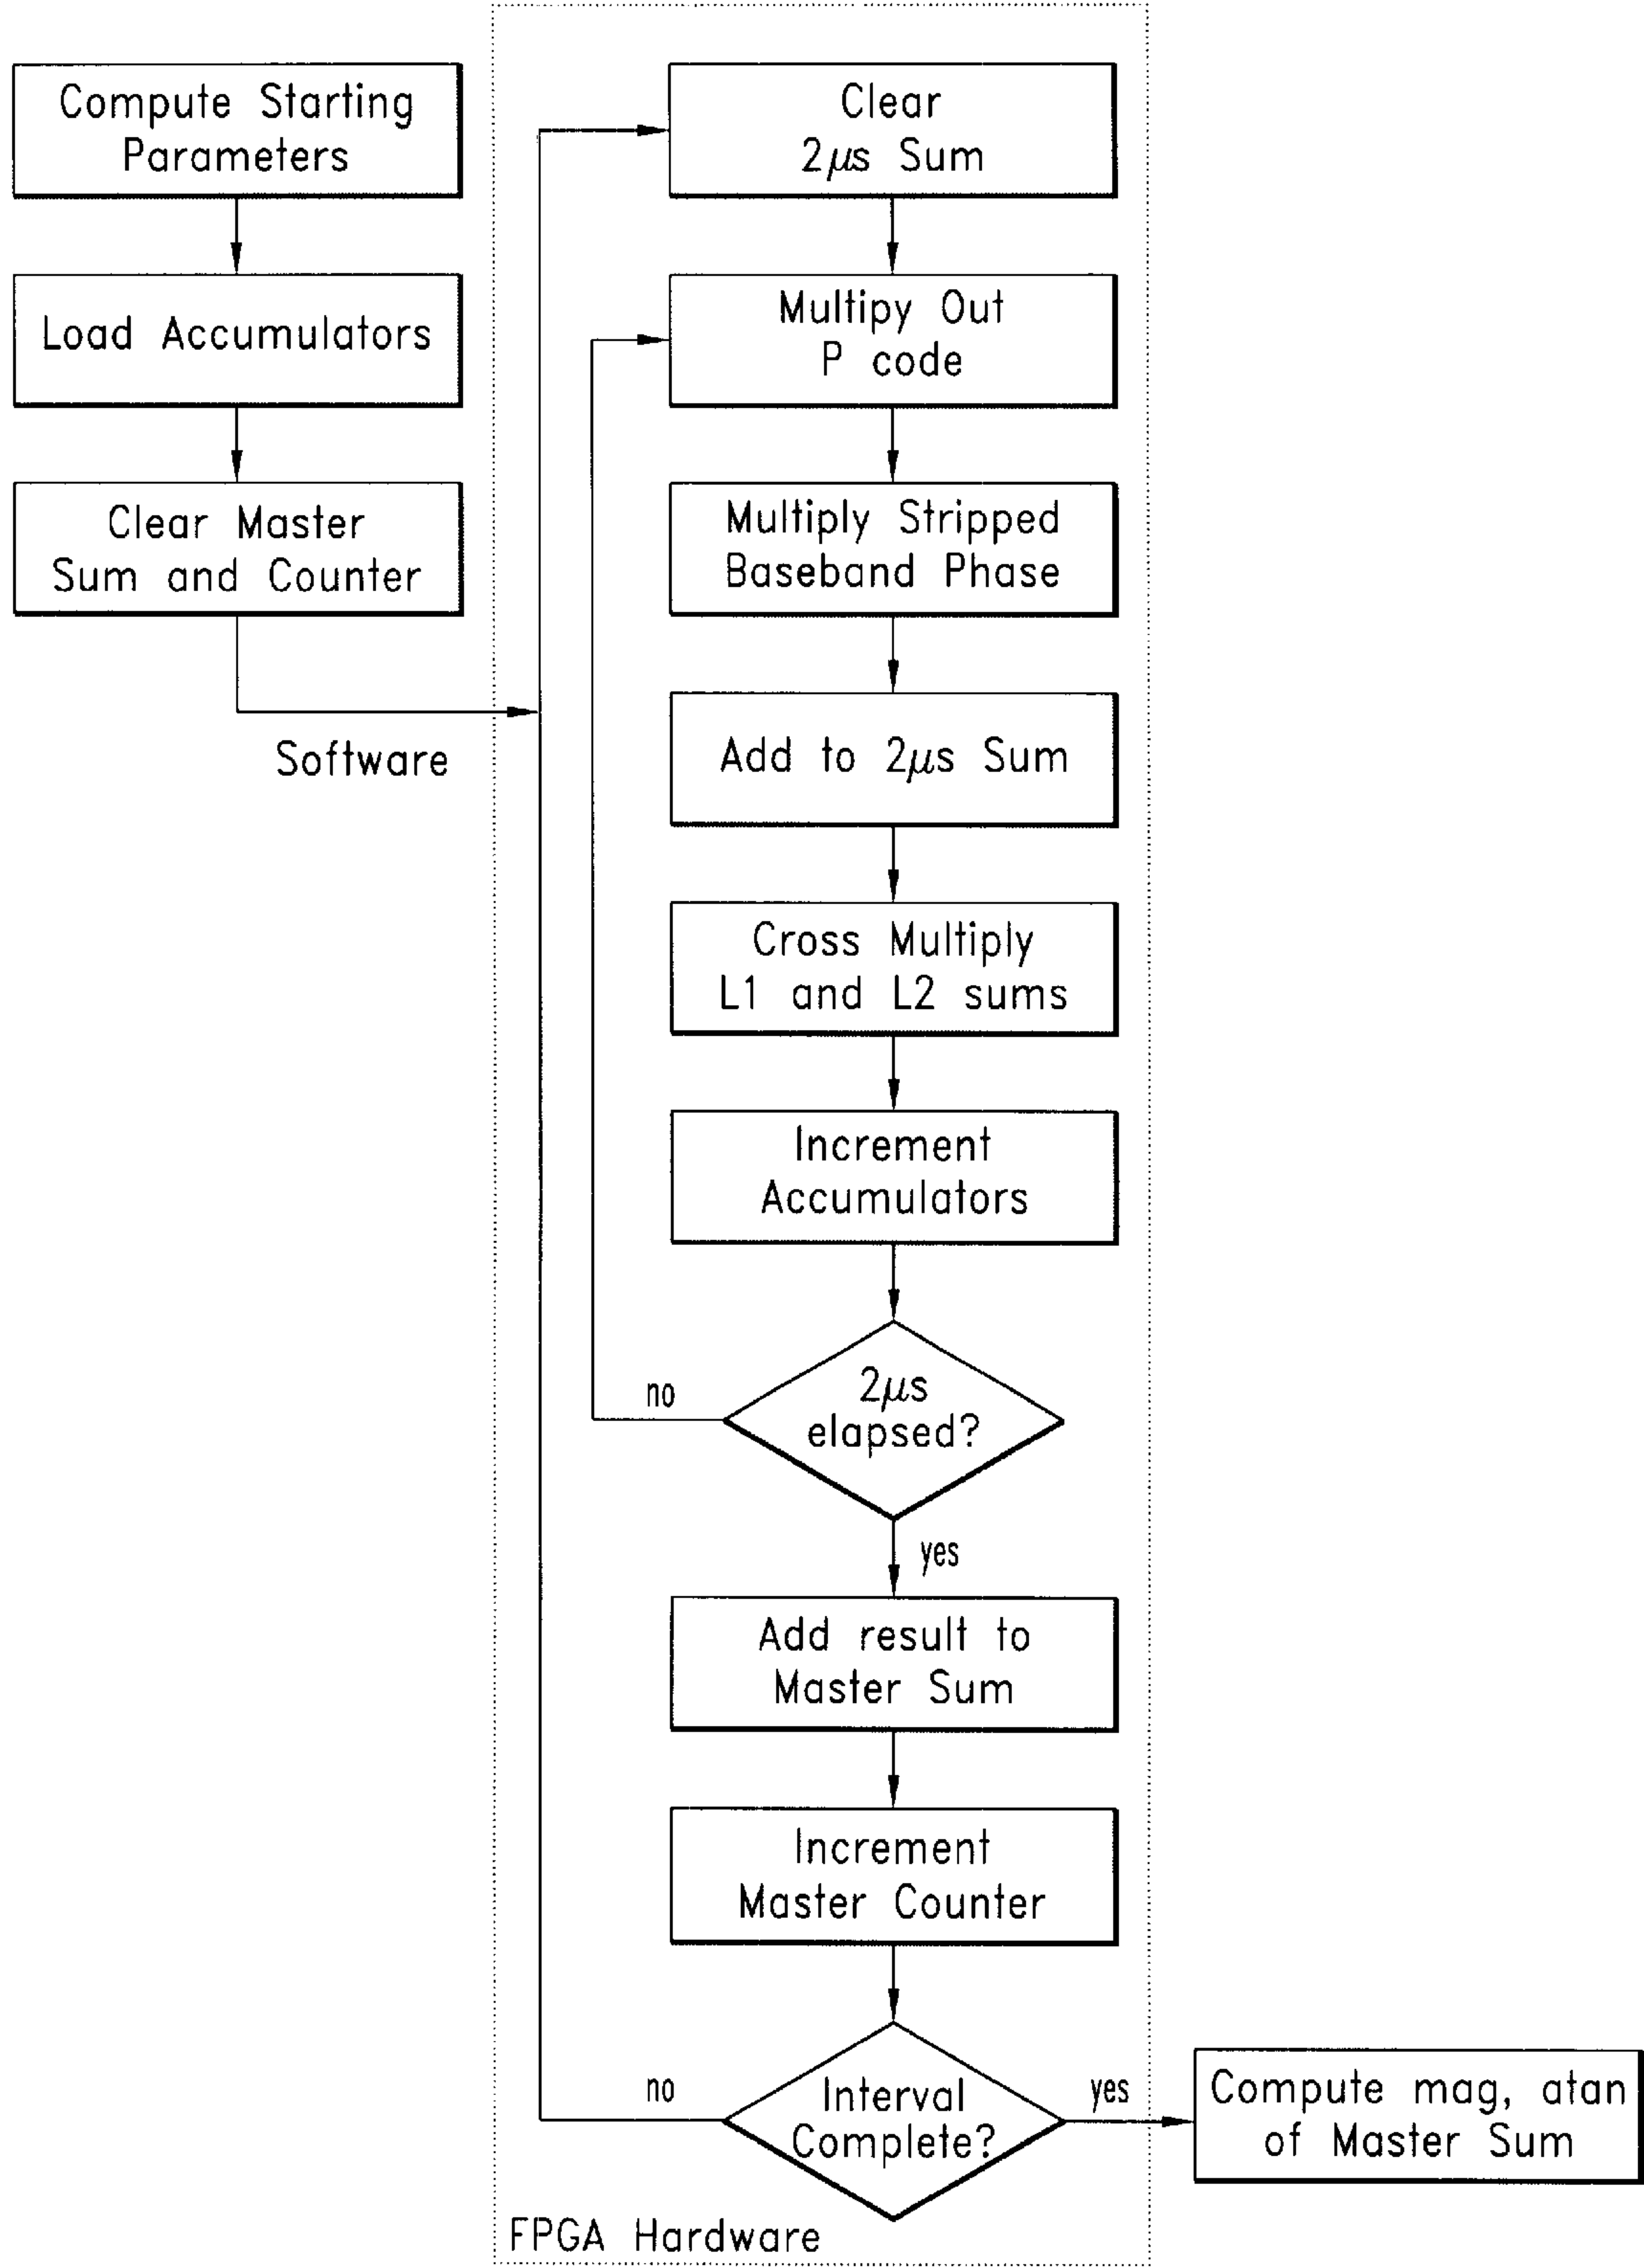 Compute Starting
Parameters
Load Accumulators
Clear Master
Sum and Counter
Software
Clear
2μs Sum
Multipy Out
P code
Multiply Stripped
Baseband Phase
Add to 2μs Sum
Cross Multiply
L1 and L2 sums
Increment
Accumulators
2μs
elapsed?
no
yes
Add result to
Master Sum
Increment
Master Counter
Interval
Complete?
no
yes
Compute mag, atan
of Master Sum
FPGA Hardware